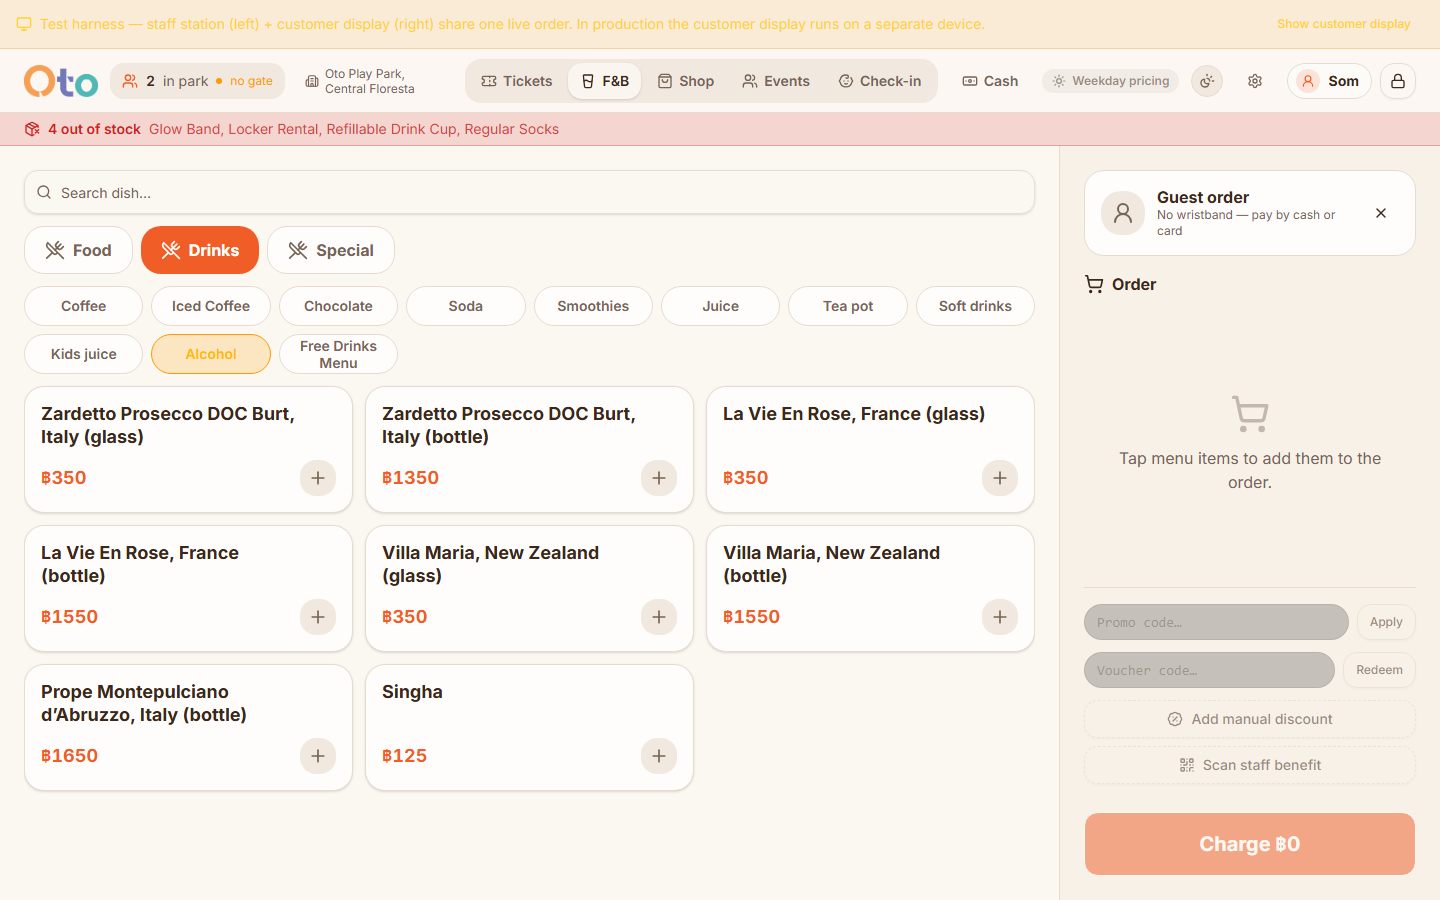 Test harness — staff station (left) + customer display (right) share one live order. In production the customer display runs on a separate device.
Show customer display
Oto
2 in park • no gate
Oto Play Park,
Central Floresta
Tickets
F&B
Shop
Events
Check-in
Cash
Weekday pricing
Som
4 out of stock Glow Band, Locker Rental, Refillable Drink Cup, Regular Socks
Search dish...
Food
Drinks
Special
Coffee
Iced Coffee
Chocolate
Soda
Smoothies
Juice
Tea pot
Soft drinks
Kids juice
Alcohol
Free Drinks
Menu
Zardetto Prosecco DOC Burt,
Italy (glass)
฿350
Zardetto Prosecco DOC Burt,
Italy (bottle)
฿1350
La Vie En Rose, France (glass)
฿350
La Vie En Rose, France
(bottle)
฿1550
Villa Maria, New Zealand
(glass)
฿350
Villa Maria, New Zealand
(bottle)
฿1550
Prope Montepulciano
d’Abruzzo, Italy (bottle)
฿1650
Singha
฿125
Guest order
No wristband — pay by cash or
card
Order
Tap menu items to add them to the
order.
Promo code…
Apply
Voucher code…
Redeem
Add manual discount
Scan staff benefit
Charge ฿0